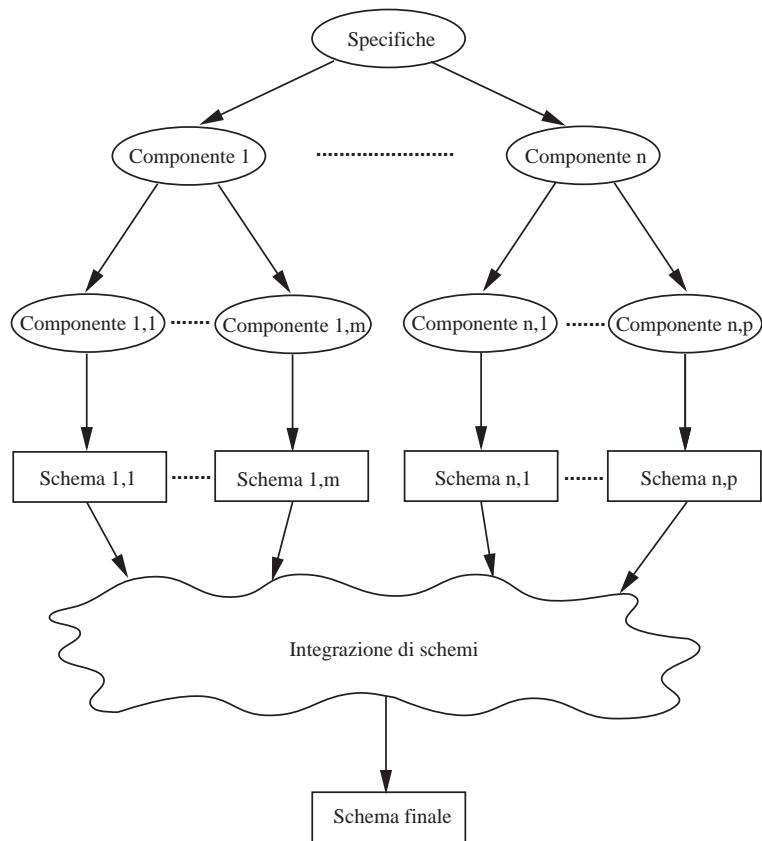 Specifiche
Componente 1
Componente n
Componente 1,1
Componente 1,m
Componente n,1
Componente n,p
Schema 1,1
Schema 1,m
Schema n,1
Schema n,p
Integrazione di schemi
Schema finale